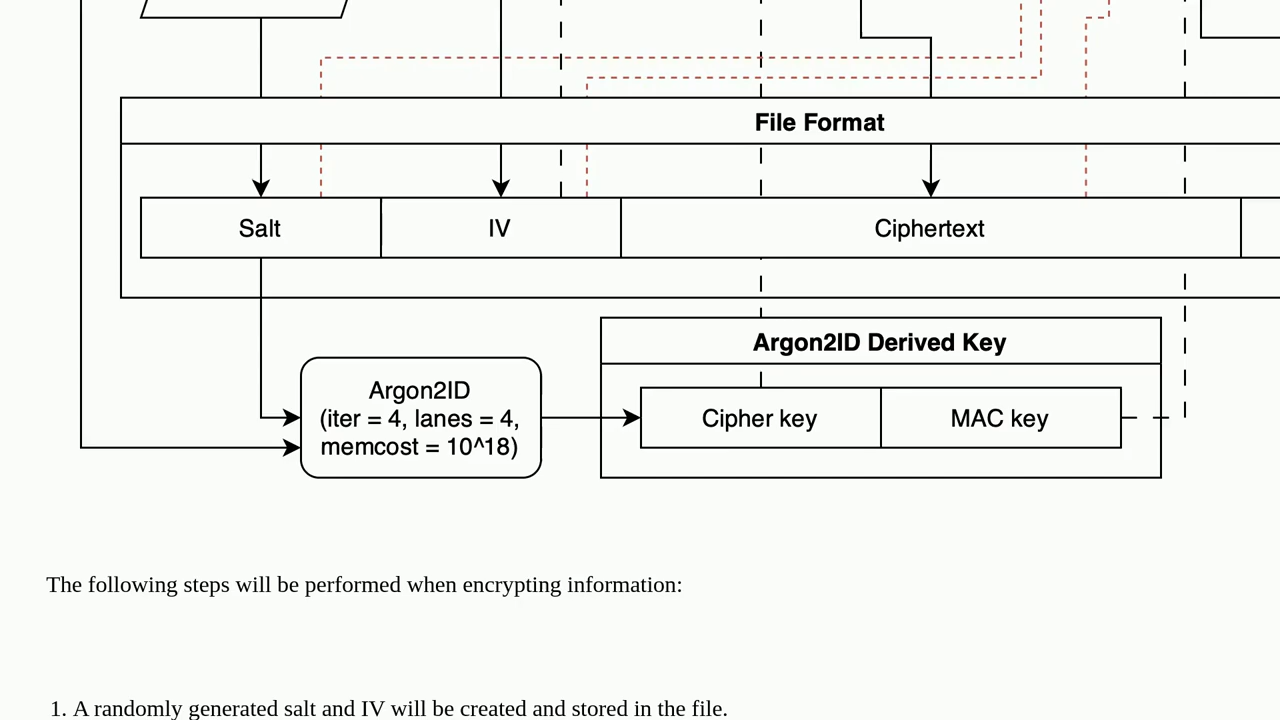 File Format
Salt
IV
Ciphertext
Argon2ID Derived Key
Argon2ID
(iter = 4, lanes = 4,
memcost = 10^18)
Cipher key
MAC key
The following steps will be performed when encrypting information:
1. A randomly generated salt and IV will be created and stored in the file.